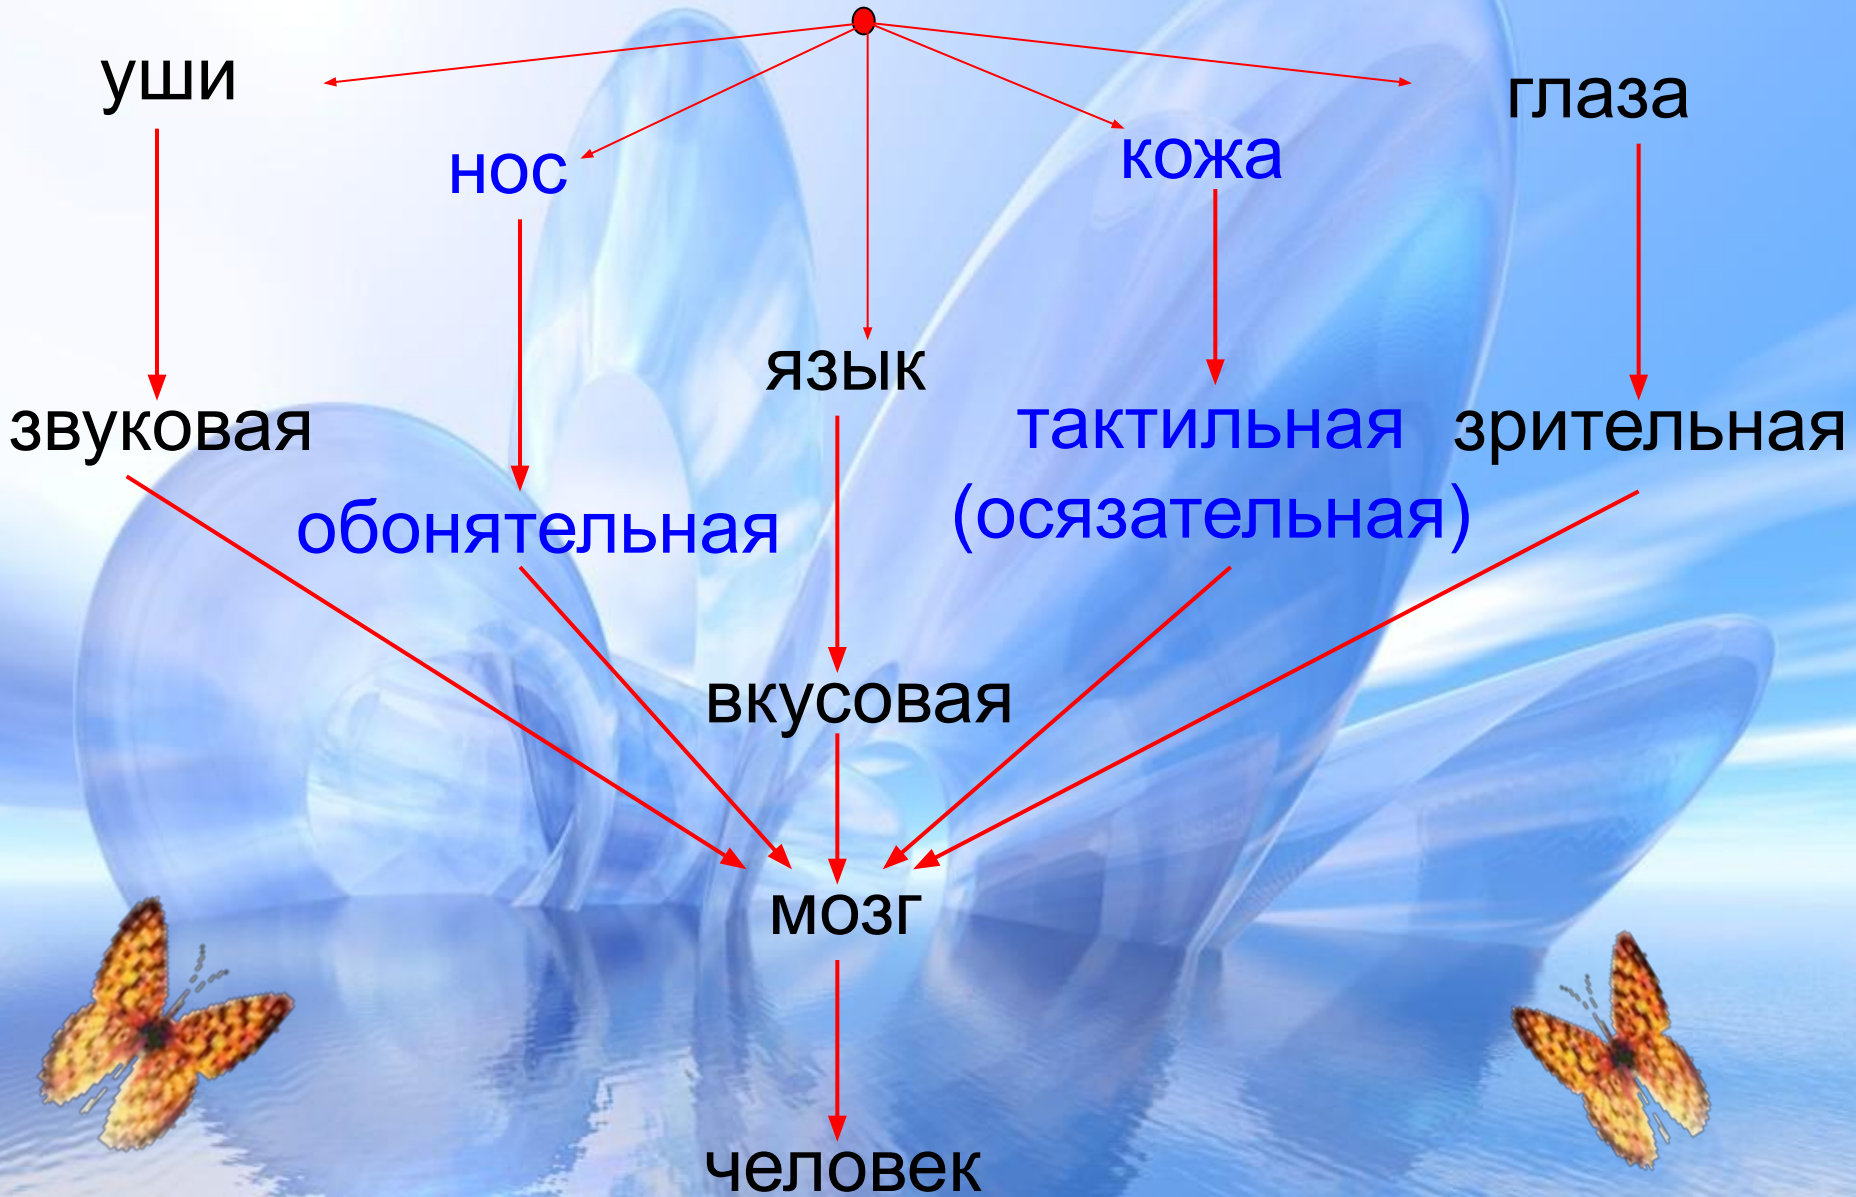 уши
глаза
нос
кожа
язык
звуковая
тактильная
(осязательная)
зрительная
обонятельная
вкусовая
мозг
человек